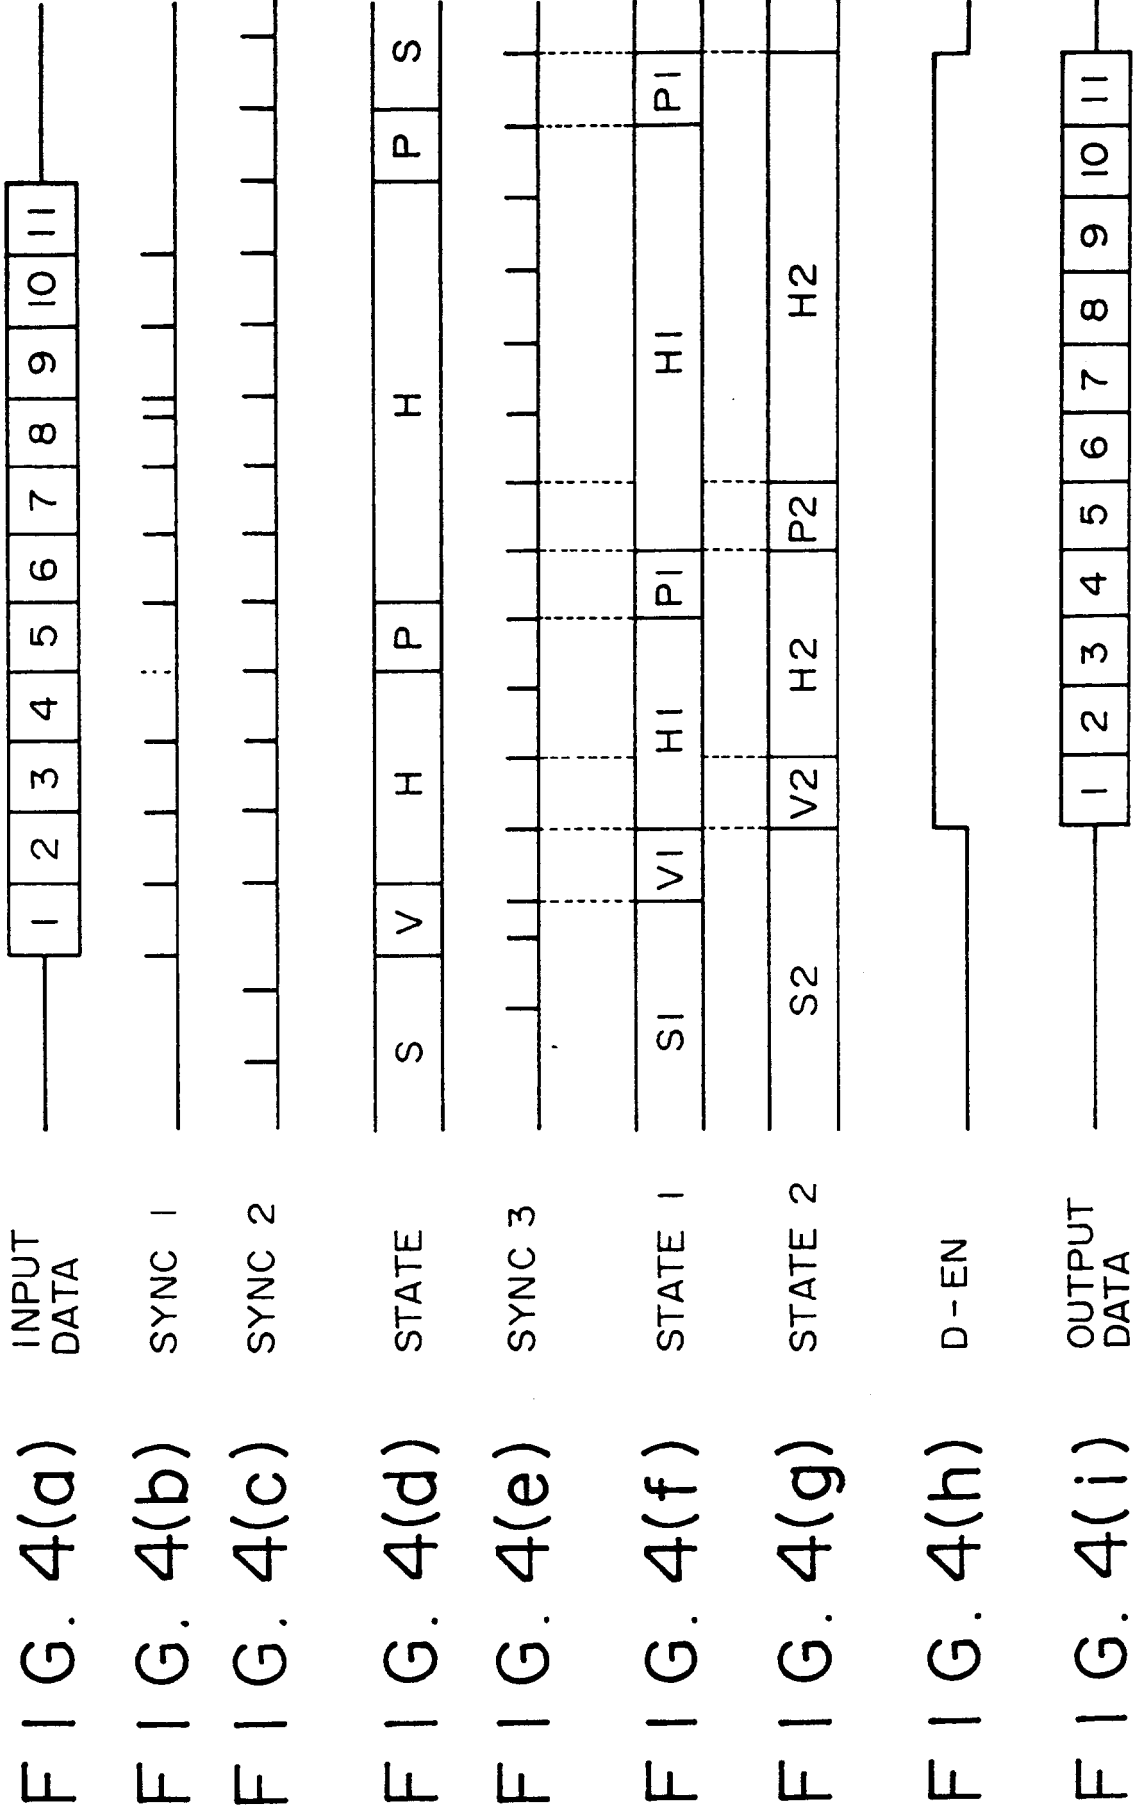 FIG. 4(a) INPUT DATA 1 2 3 4 5 6 7 8 9 10 11
FIG. 4(b) SYNC 1
FIG. 4(c) SYNC 2
FIG. 4(d) STATE S V H P H P S
FIG. 4(e) SYNC 3
FIG. 4(f) STATE 1 S1 V1 H1 P1 H1 P1
FIG. 4(g) STATE 2 S2 V2 H2 P2 H2
FIG. 4(h) D-EN
FIG. 4(i) OUTPUT DATA 1 2 3 4 5 6 7 8 9 10 11